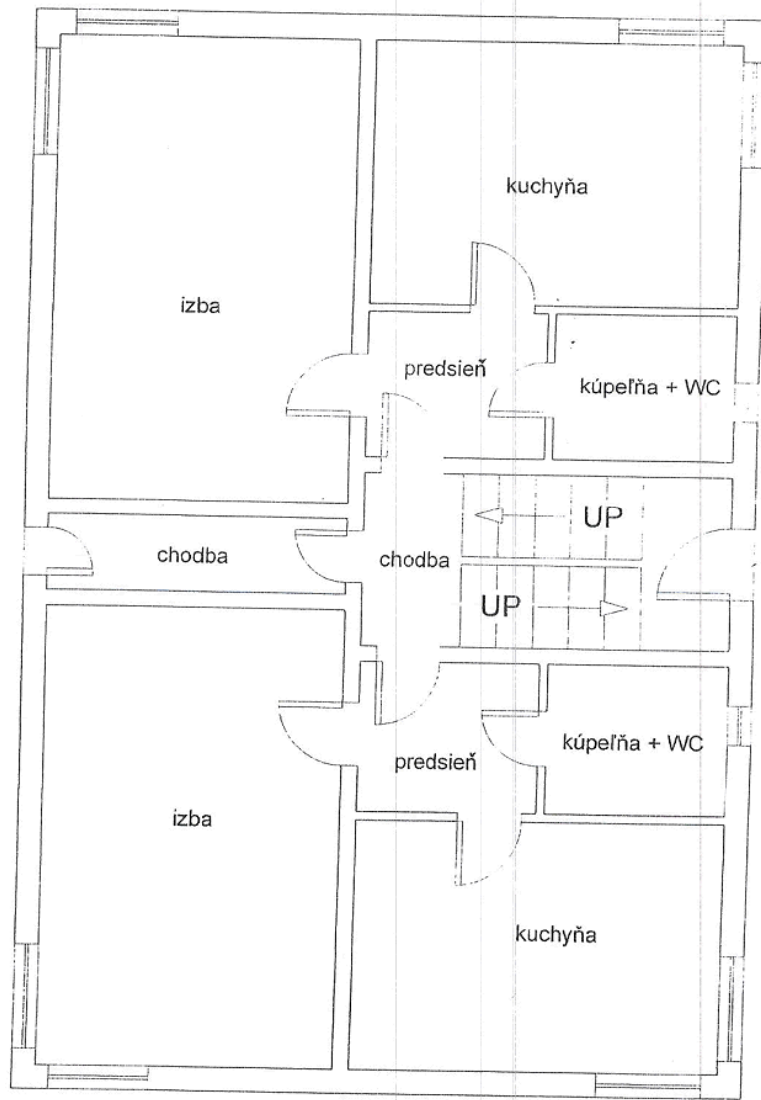 kuchyňa
izba
predsieň
kúpeľňa + WC
UP
chodba
chodba
UP
kúpeľňa + WC
predsieň
izba
kuchyňa